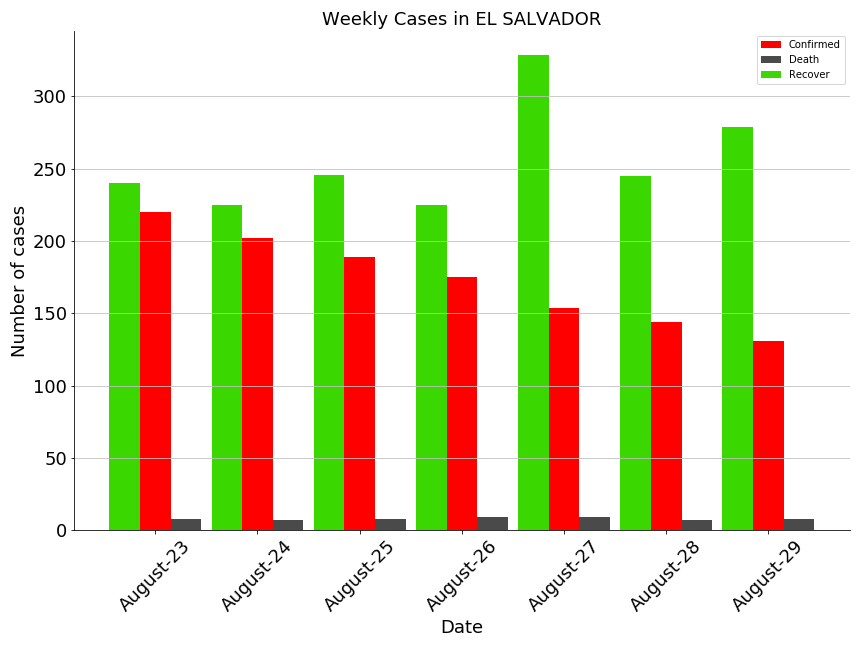 Weekly Cases in EL SALVADOR
Confirmed
Death
Recover
Number of cases
300
250
200
150
100
50
0
August-23
August-24
August-25
August-26
August-27
August-28
August-29
Date